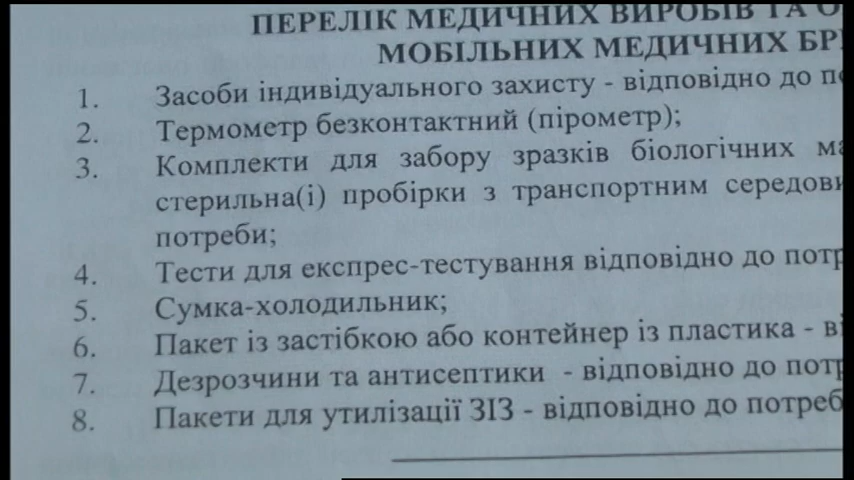 ПЕРЕЛІК МЕДИЧНИХ ВИРОБІВ ТА
МОБІЛЬНИХ МЕДИЧНИХ
1. Засоби індивідуального захисту - відповідно до
2. Термометр безконтактний (пірометр);
3. Комплекти для забору зразків біологічних
стерильна(і) пробірки з транспортним
потреби;
4. Тести для експрес-тестування відповідно до
5. Сумка-холодильник;
6. Пакет із застібкою або контейнер із пластика -
7. Дезрозчини та антисептики - відповідно до
8. Пакети для утилізації ЗІЗ - відповідно до